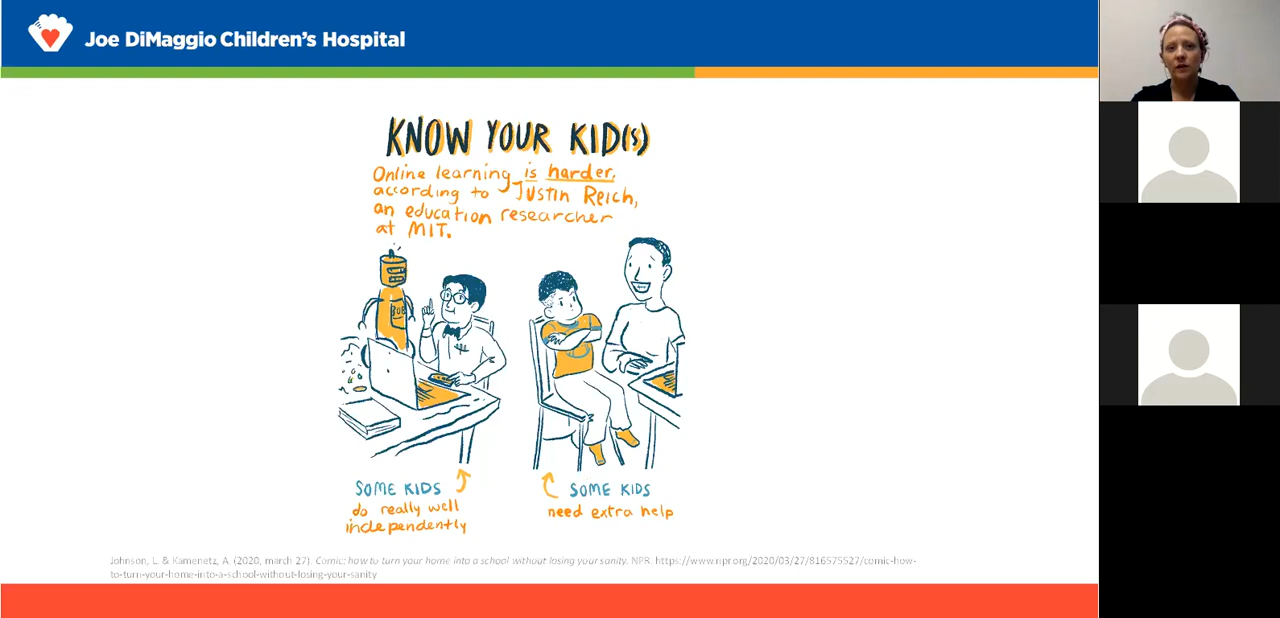 Joe DiMaggio Children's Hospital
KNOW YOUR KID(S)
Online learning is harder,
according to Justin Reich,
an education researcher
at MIT.
BOB
SOME KIDS
do really well
independently
SOME KIDS
need extra help
Johnson, L. & Kamenetz, A. (2020, march 27). Comic: how to turn your home into a school without losing your sanity. NPR. https://www.npr.org/2020/03/27/816575527/comic-how-
to-turn-your-home-into-a-school-without-losing-your-sanity